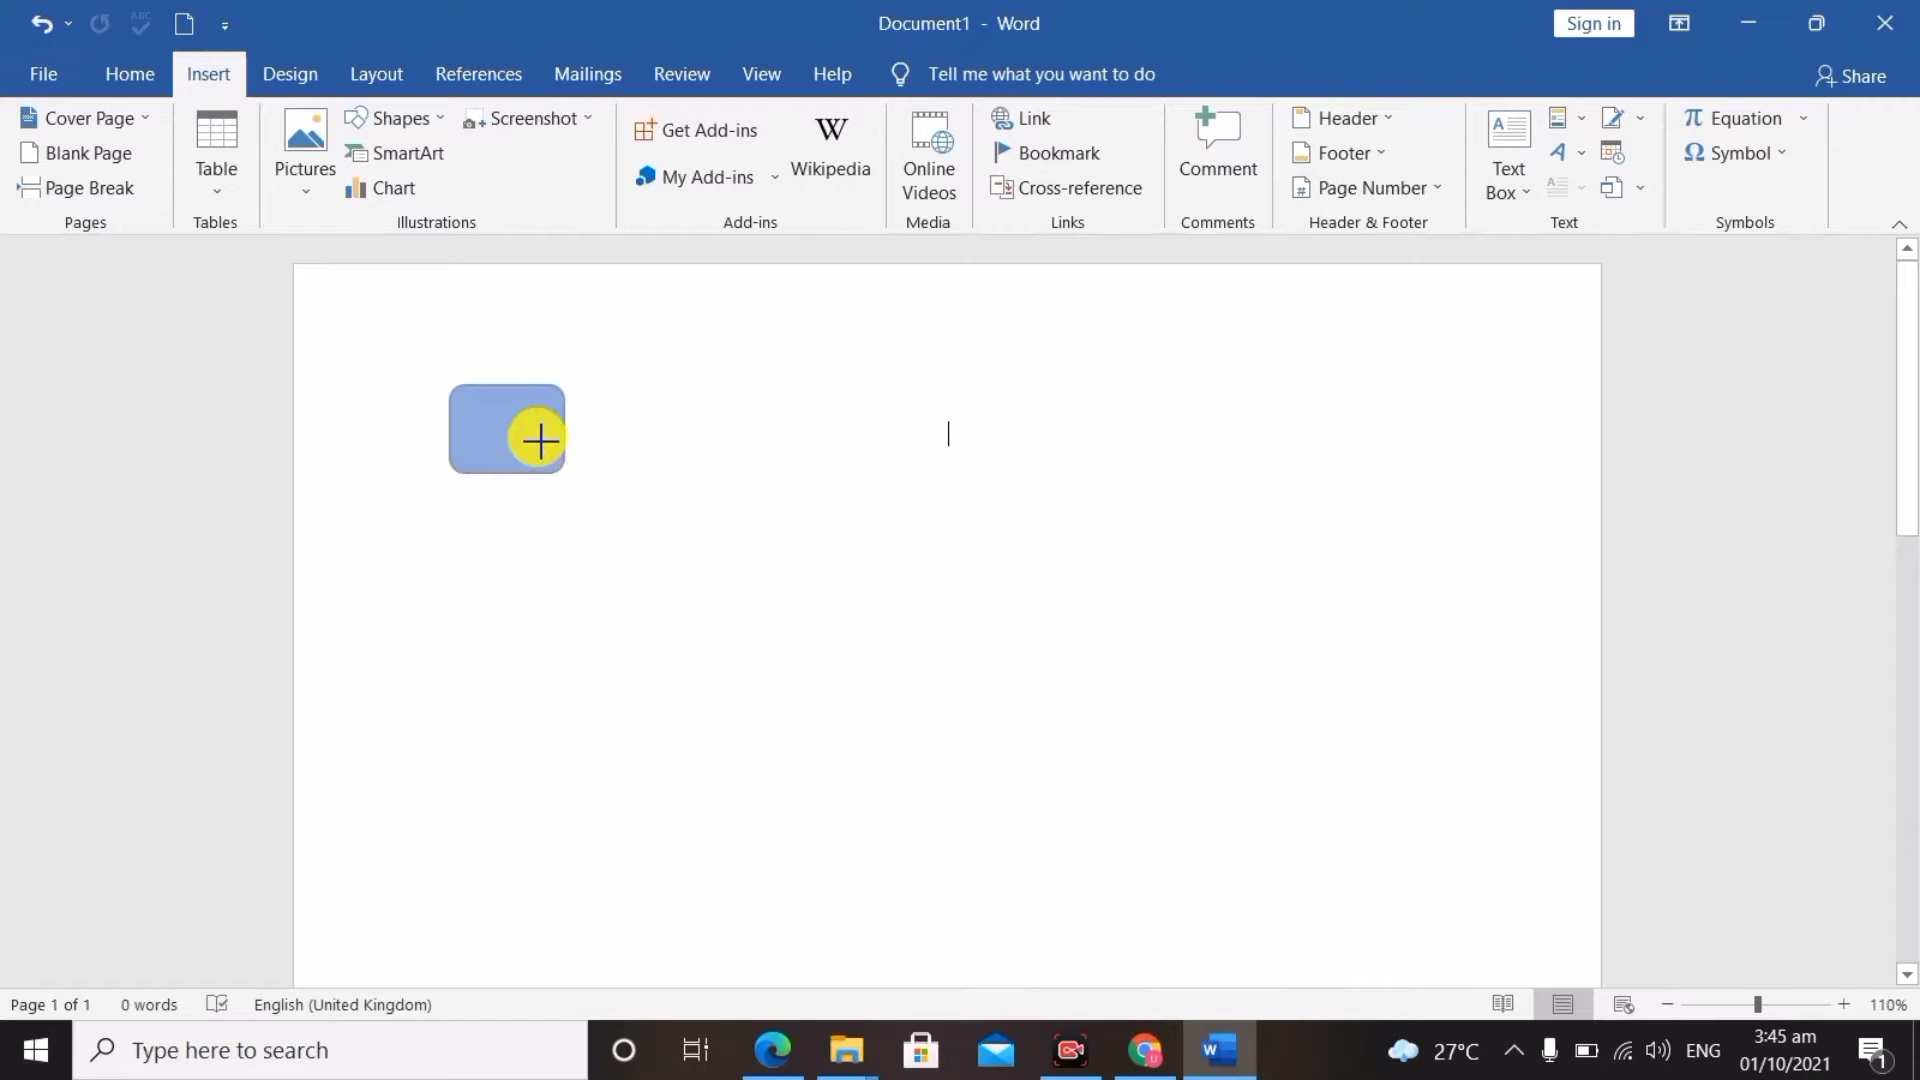 ABC
Document1 - Word
Sign in
File Home Insert Design Layout References Mailings Review View Help Tell me what you want to do
Share
Cover Page
Blank Page
Page Break
Pages
Table
Tables
Pictures
Shapes
SmartArt
Chart
Screenshot
Illustrations
Get Add-ins
My Add-ins
W
Wikipedia
Add-ins
Online
Videos
Media
Link
Bookmark
Cross-reference
Links
Comment
Comments
Header
Footer
Page Number
Header & Footer
A
Text
Box
A
A
Text
π Equation
Ω Symbol
Symbols
Page 1 of 1 0 words English (United Kingdom)
110%
Type here to search
U
W
27°C
ENG
3:45 am
01/10/2021
1